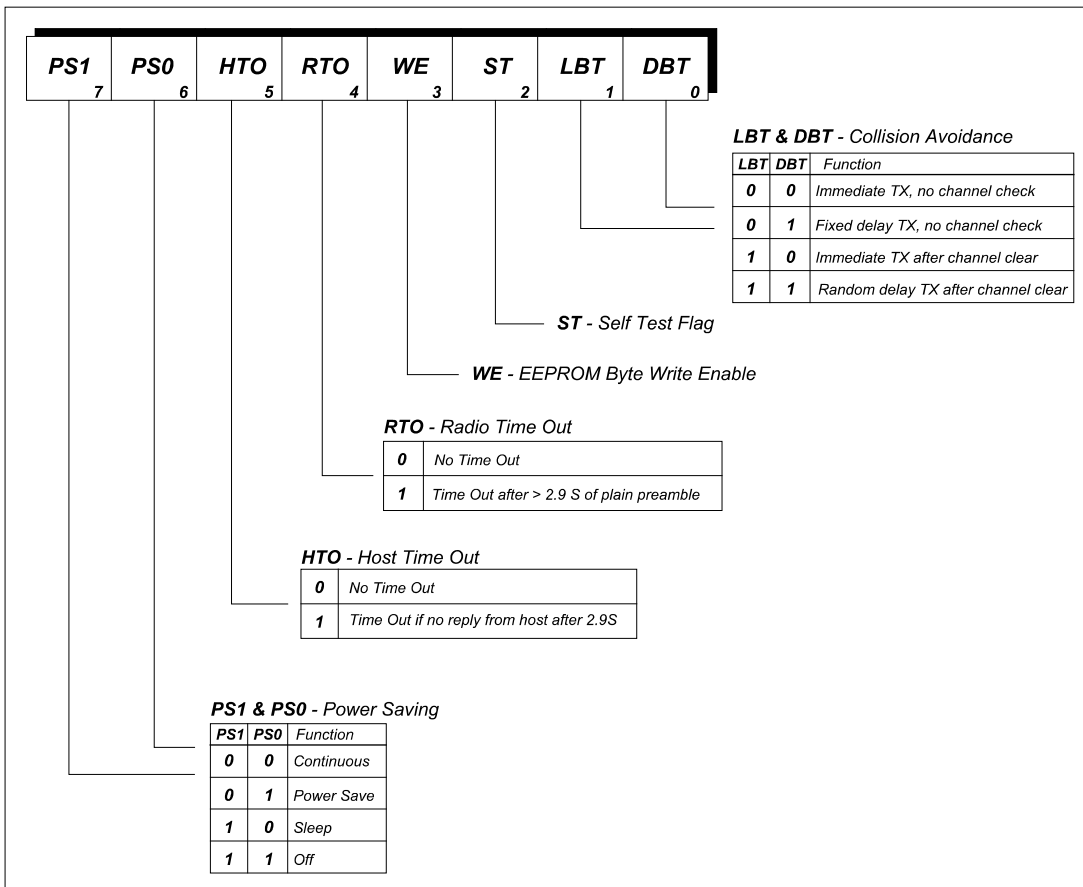 PS1 PS0 HTO RTO WE ST LBT DBT
7 6 5 4 3 2 1 0
LBT & DBT - Collision Avoidance
LBT DBT Function
0 0 Immediate TX, no channel check
0 1 Fixed delay TX, no channel check
1 0 Immediate TX after channel clear
1 1 Random delay TX after channel clear
ST - Self Test Flag
WE - EEPROM Byte Write Enable
RTO - Radio Time Out
0 No Time Out
1 Time Out after > 2.9 S of plain preamble
HTO - Host Time Out
0 No Time Out
1 Time Out if no reply from host after 2.9S
PS1 & PS0 - Power Saving
PS1 PS0 Function
0 0 Continuous
0 1 Power Save
1 0 Sleep
1 1 Off